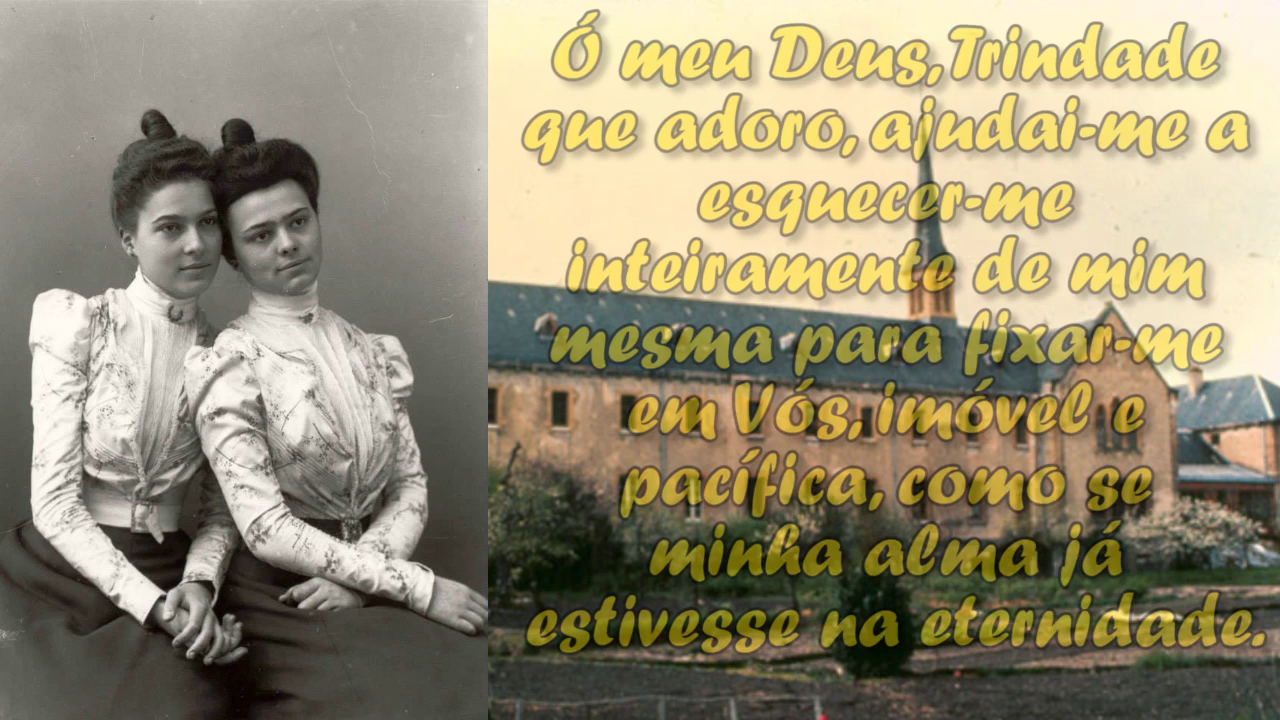 Ó meu Deus, Trindade
que adoro, ajudai-me a
esquecer-me
inteiramente de mim
mesma para fixar-me
em Vós, imóvel e
pacífica, como se
minha alma já
estivesse na eternidade.